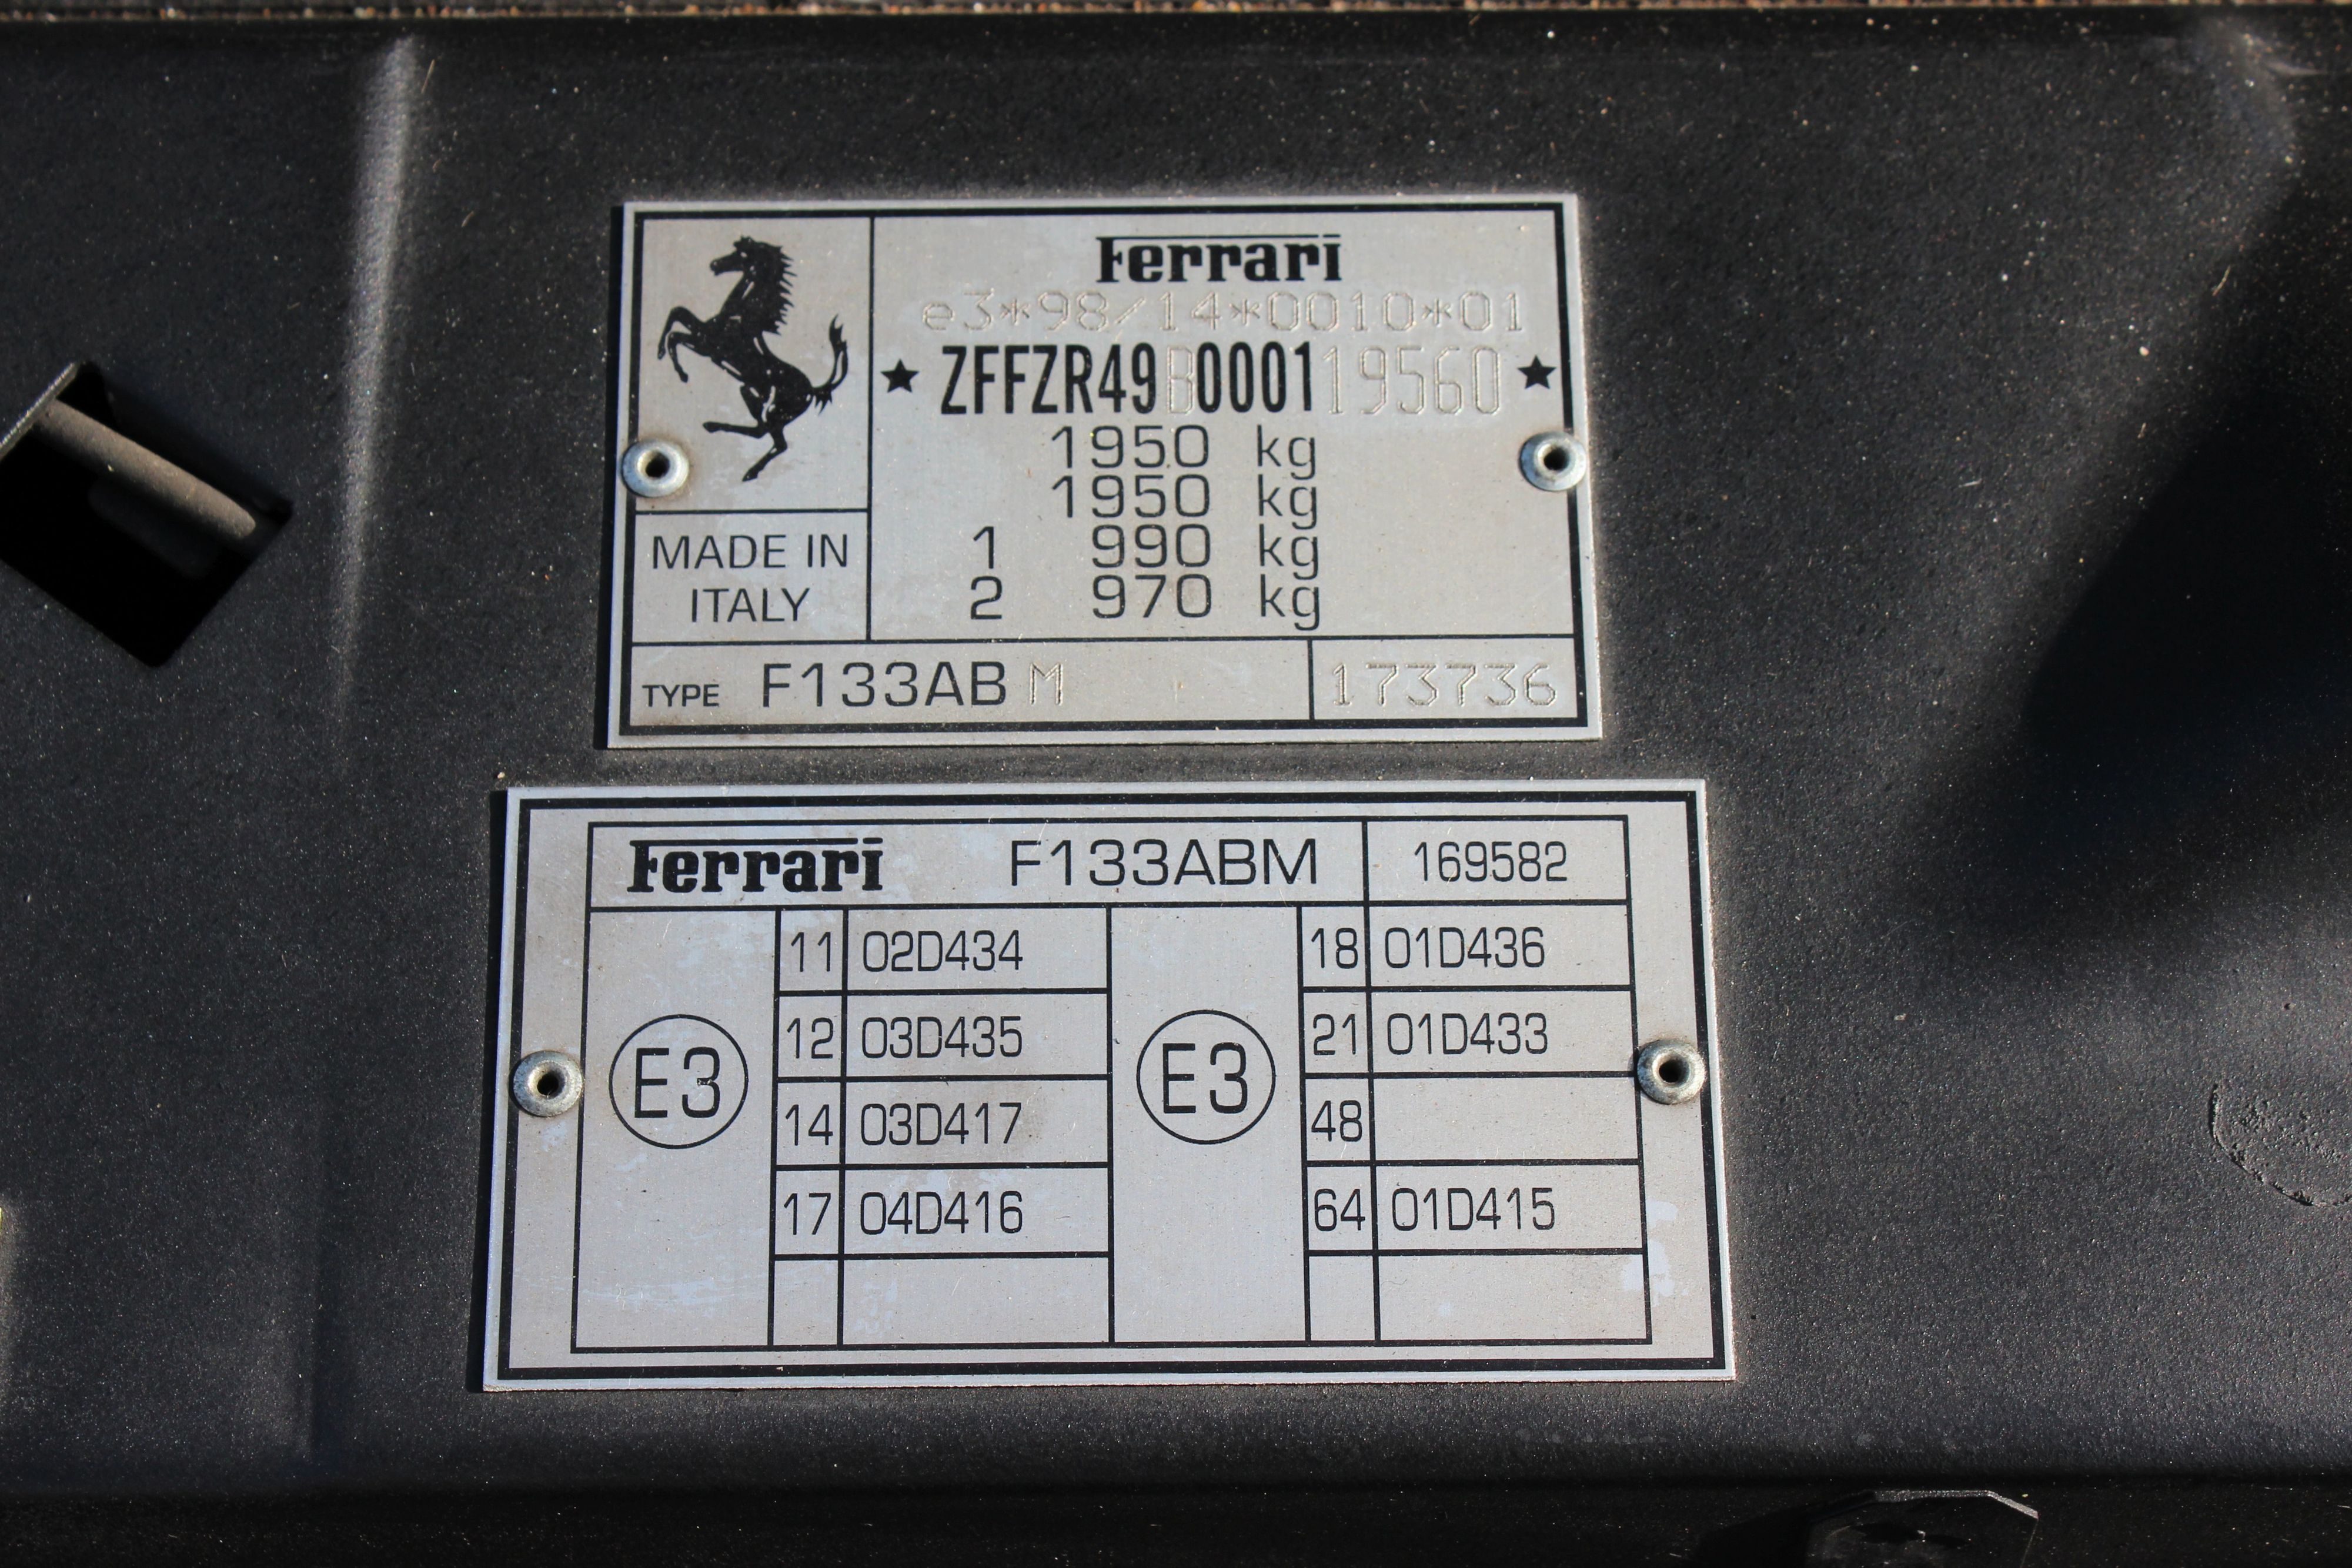 Ferrari
e3*98/14*0010*01
★ ZFFZR49B000119560 ★
1950 kg
1950 kg
1 990 kg
2 970 kg
MADE IN
ITALY
TYPE F133AB M 173736
Ferrari F133ABM 169582
11 02D434 18 01D436
12 03D435 21 01D433
E3 E3
14 03D417 48
17 04D416 64 01D415